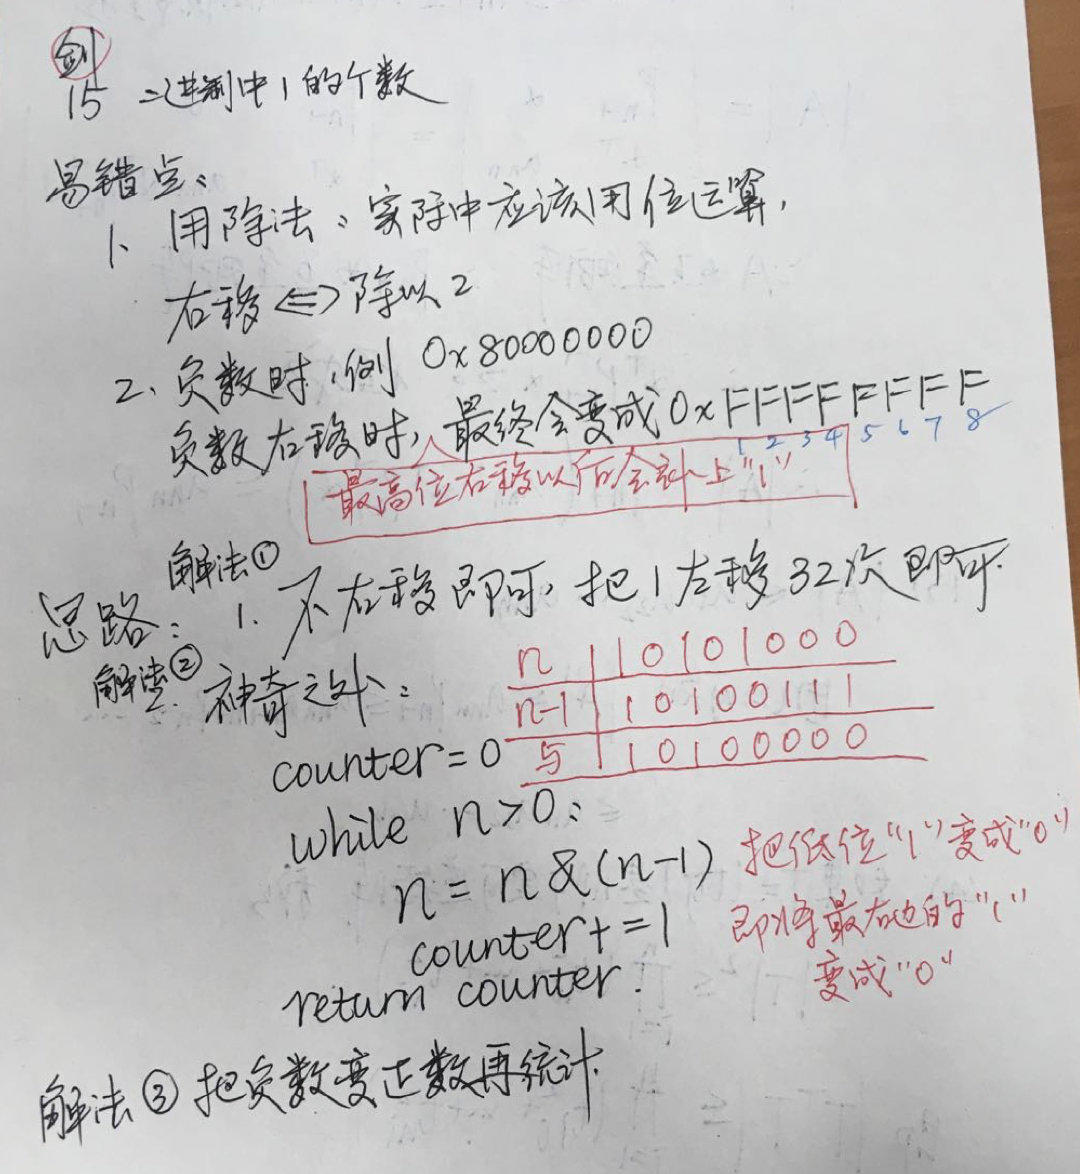 剑
15 二进制中1的个数
易错点:
1、用除法:实际中应该用位运算,
右移 <=> 除以2
2、负数时,例 0x80000000
负数右移时,最终会变成0xFFFFFFFF
1 2 3 4 5 6 7 8
最高位右移以后会补上"1"
思路: 解法① 1. 不右移即可,把1左移32次即可.
解法②. 神奇之处:
n 10101000
n-1 10100111
与 10100000
counter=0
while n>0:
n = n&(n-1) 把低位"1"变成"0"
counter+=1 即将最右边的"1"
return counter. 变成"0"
解法③ 把负数变正数再统计.